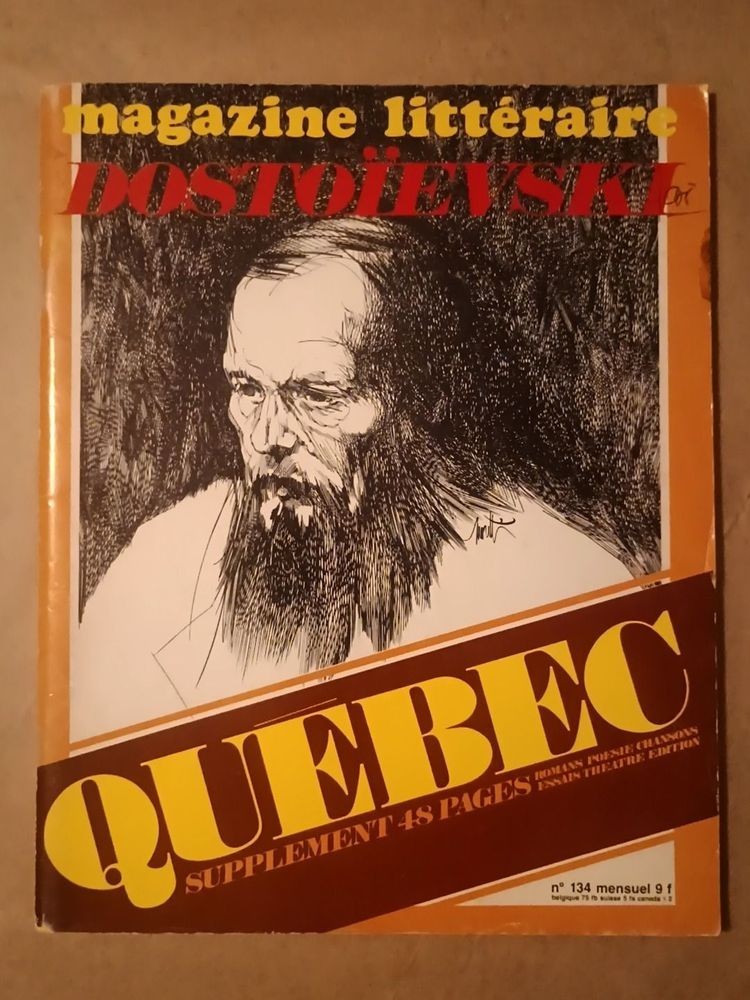 magazine littéraire
DOSTOÏEVSKI
QUEBEC
SUPPLEMENT 48 PAGES
ROMANS POESIE CHANSONS
ESSAIS THEATRE EDITION
n° 134 mensuel 9 f
belgique 75 fb suisse 5 fs canada $ 2